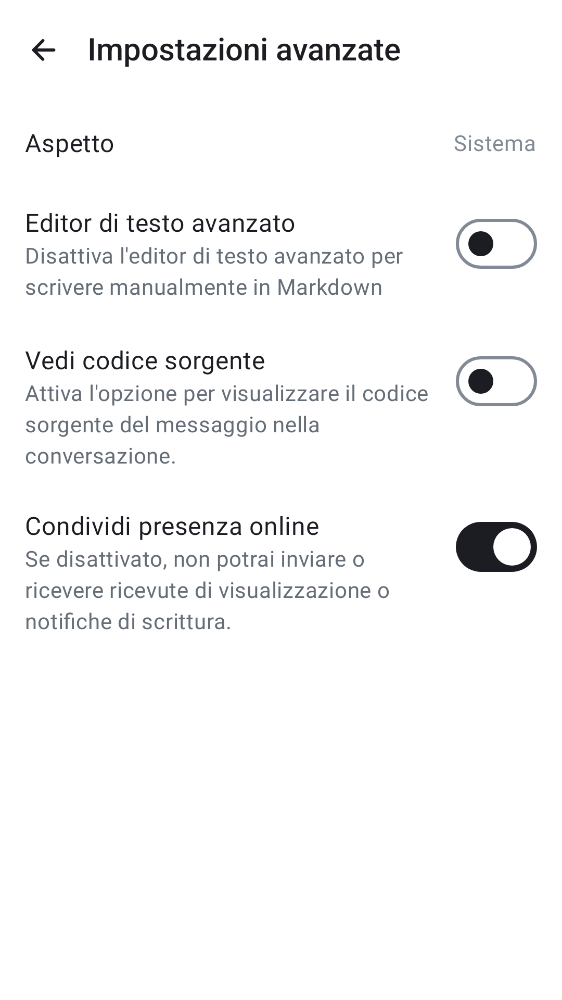 Impostazioni avanzate
Aspetto
Sistema
Editor di testo avanzato
Disattiva l'editor di testo avanzato per
scrivere manualmente in Markdown
Vedi codice sorgente
Attiva l'opzione per visualizzare il codice
sorgente del messaggio nella
conversazione.
Condividi presenza online
Se disattivato, non potrai inviare o
ricevere ricevute di visualizzazione o
notifiche di scrittura.